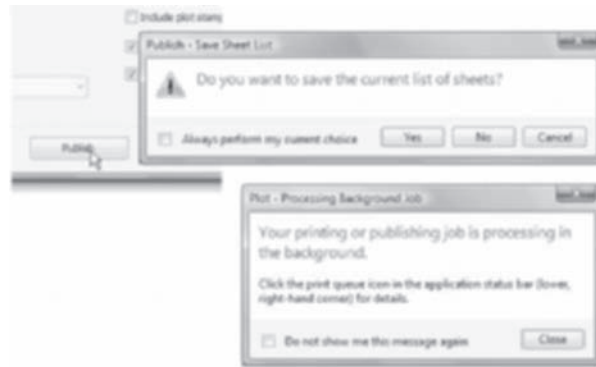 Include plot stamp
Publish - Save Sheet List
Do you want to save the current list of sheets?
Always perform my current choice
Yes
No
Cancel
Publish
Plot - Processing Background Job
Your printing or publishing job is processing in
the background.
Click the print queue icon in the application status bar (lower,
right-hand corner) for details.
Do not show me this message again
Close